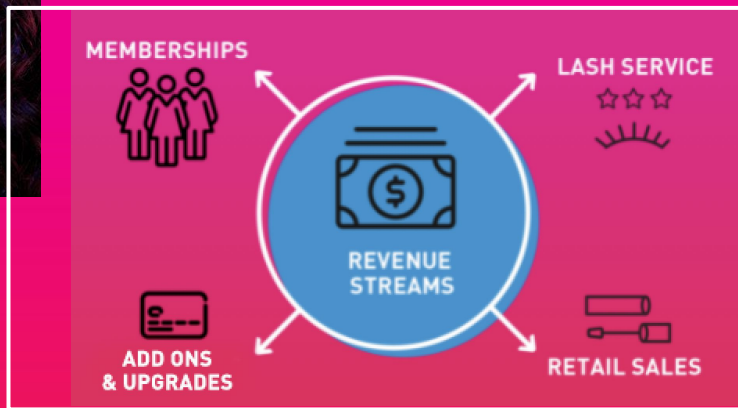 MEMBERSHIPS
LASH SERVICE
$
REVENUE
STREAMS
ADD ONS
& UPGRADES
RETAIL SALES